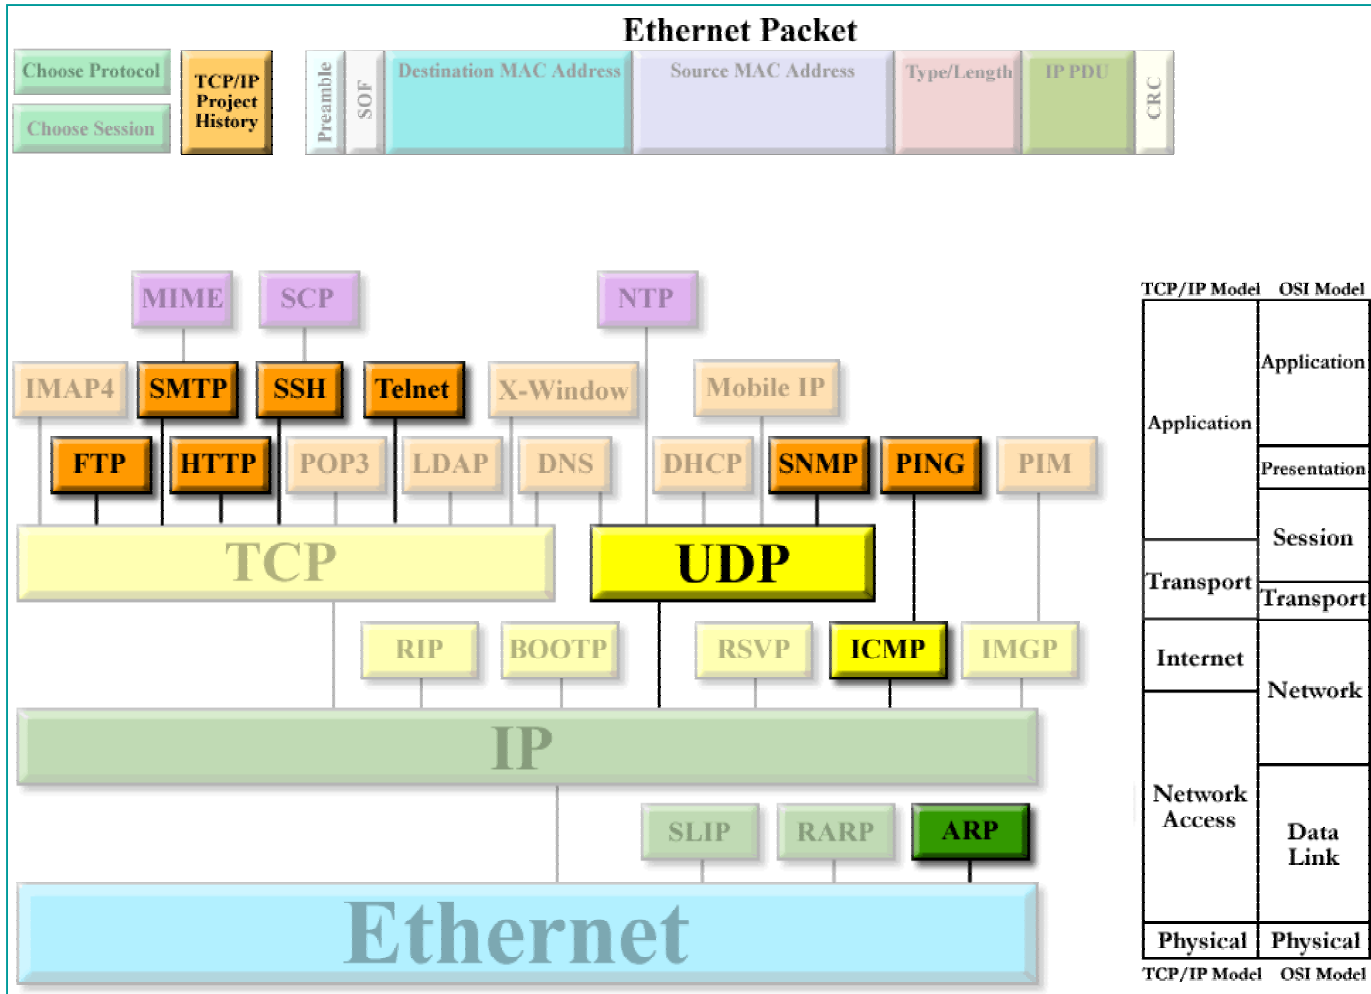 Ethernet Packet
Choose Protocol
Choose Session
TCP/IP
Project
History
Preamble
SOF
Destination MAC Address
Source MAC Address
Type/Length
IP PDU
CRC
MIME
SCP
NTP
IMAP4
SMTP
SSH
Telnet
X-Window
Mobile IP
FTP
HTTP
POP3
LDAP
DNS
DHCP
SNMP
PING
PIM
TCP
UDP
RIP
BOOTP
RSVP
ICMP
IMGP
IP
SLIP
RARP
ARP
Ethernet
TCP/IP Model OSI Model
Application
Application
Presentation
Session
Transport
Transport
Internet
Network
Network
Access
Data
Link
Physical
Physical
TCP/IP Model OSI Model